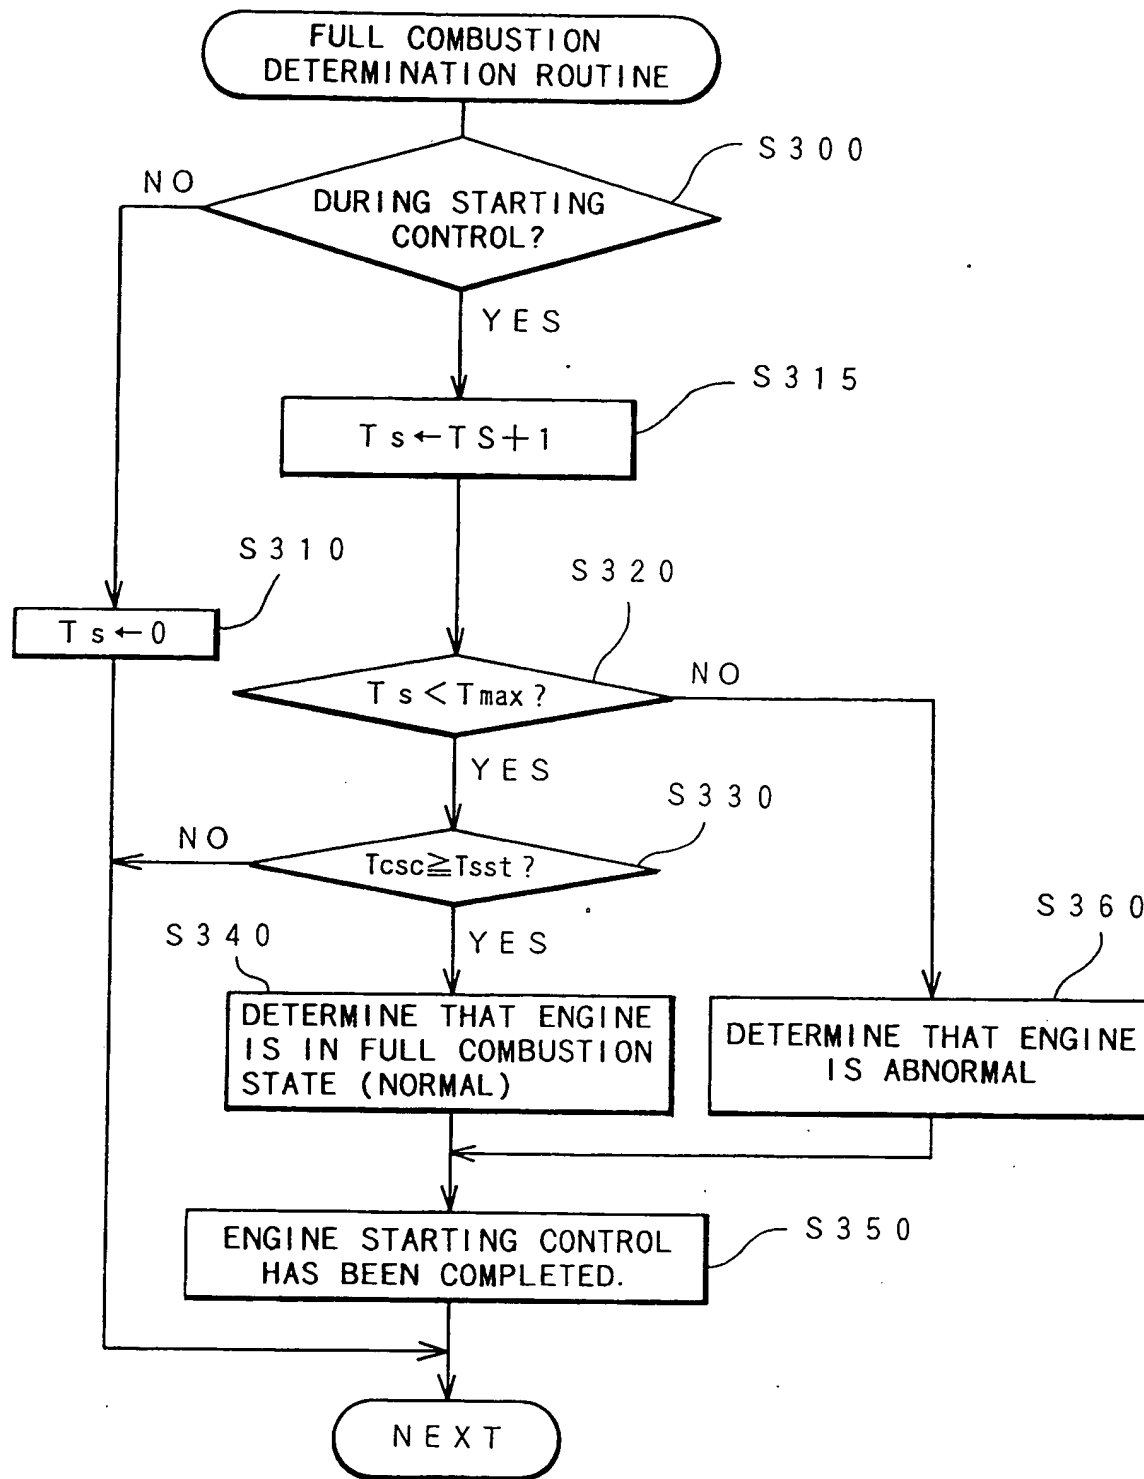 FULL COMBUSTION
DETERMINATION ROUTINE
S300
NO
DURING STARTING
CONTROL?
YES
S315
Ts←TS+1
S310
Ts←0
S320
Ts<Tmax?
NO
YES
S330
NO
Tcsc≧Tsst?
YES
S340
S360
DETERMINE THAT ENGINE
IS IN FULL COMBUSTION
STATE (NORMAL)
DETERMINE THAT ENGINE
IS ABNORMAL
S350
ENGINE STARTING CONTROL
HAS BEEN COMPLETED.
NEXT